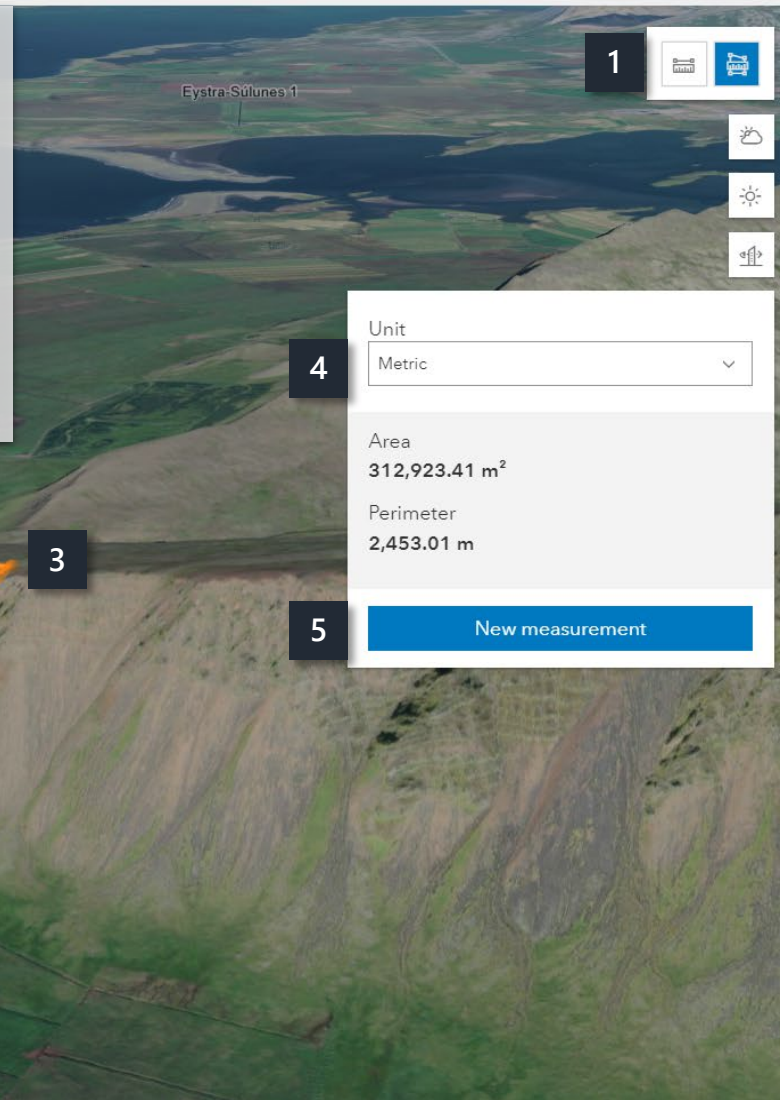 1
Eystra-Súlunes 1
Unit
4
Metric
Area
312,923.41 m²
Perimeter
2,453.01 m
3
5
New measurement